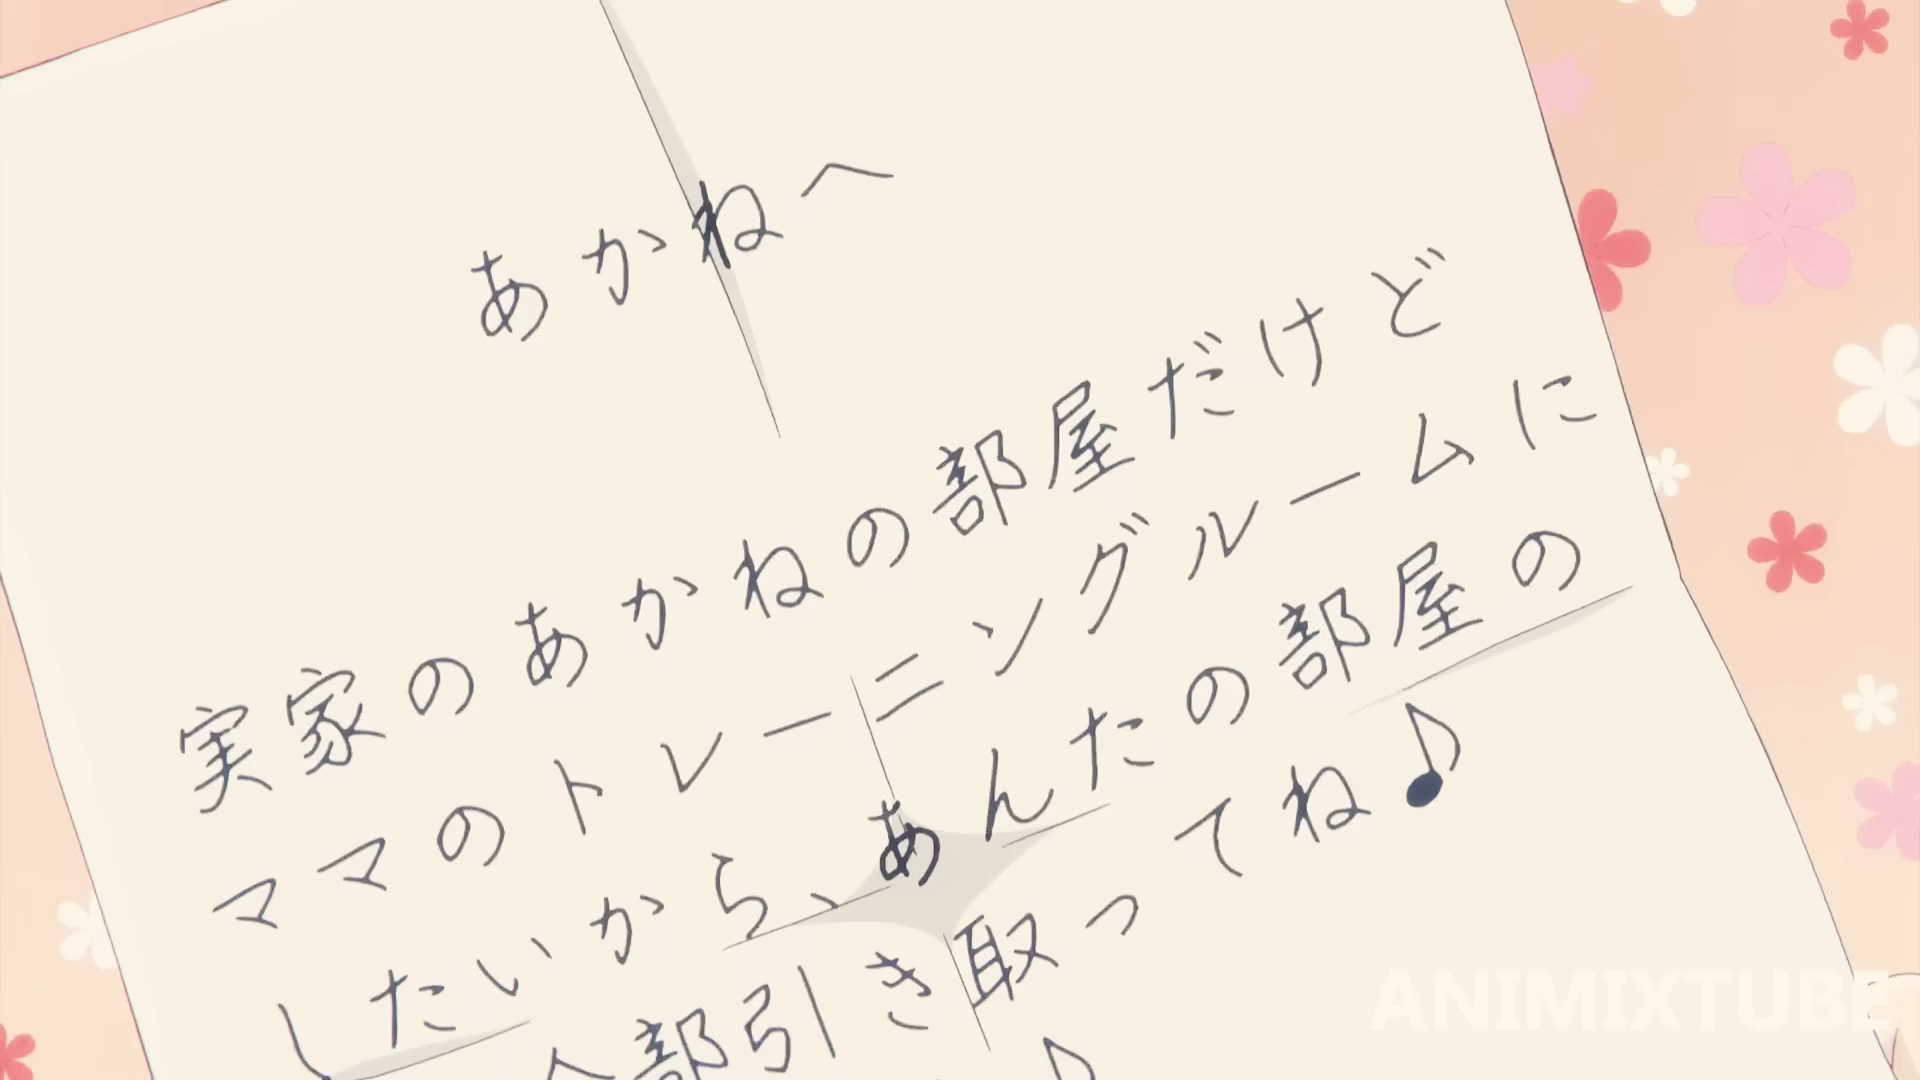 あかねへ
実家のあかねの部屋だけど
ママのトレーニングルームに
したいから、あんたの部屋の
全部引き取ってね♪
♪
ANIMIXTUBE